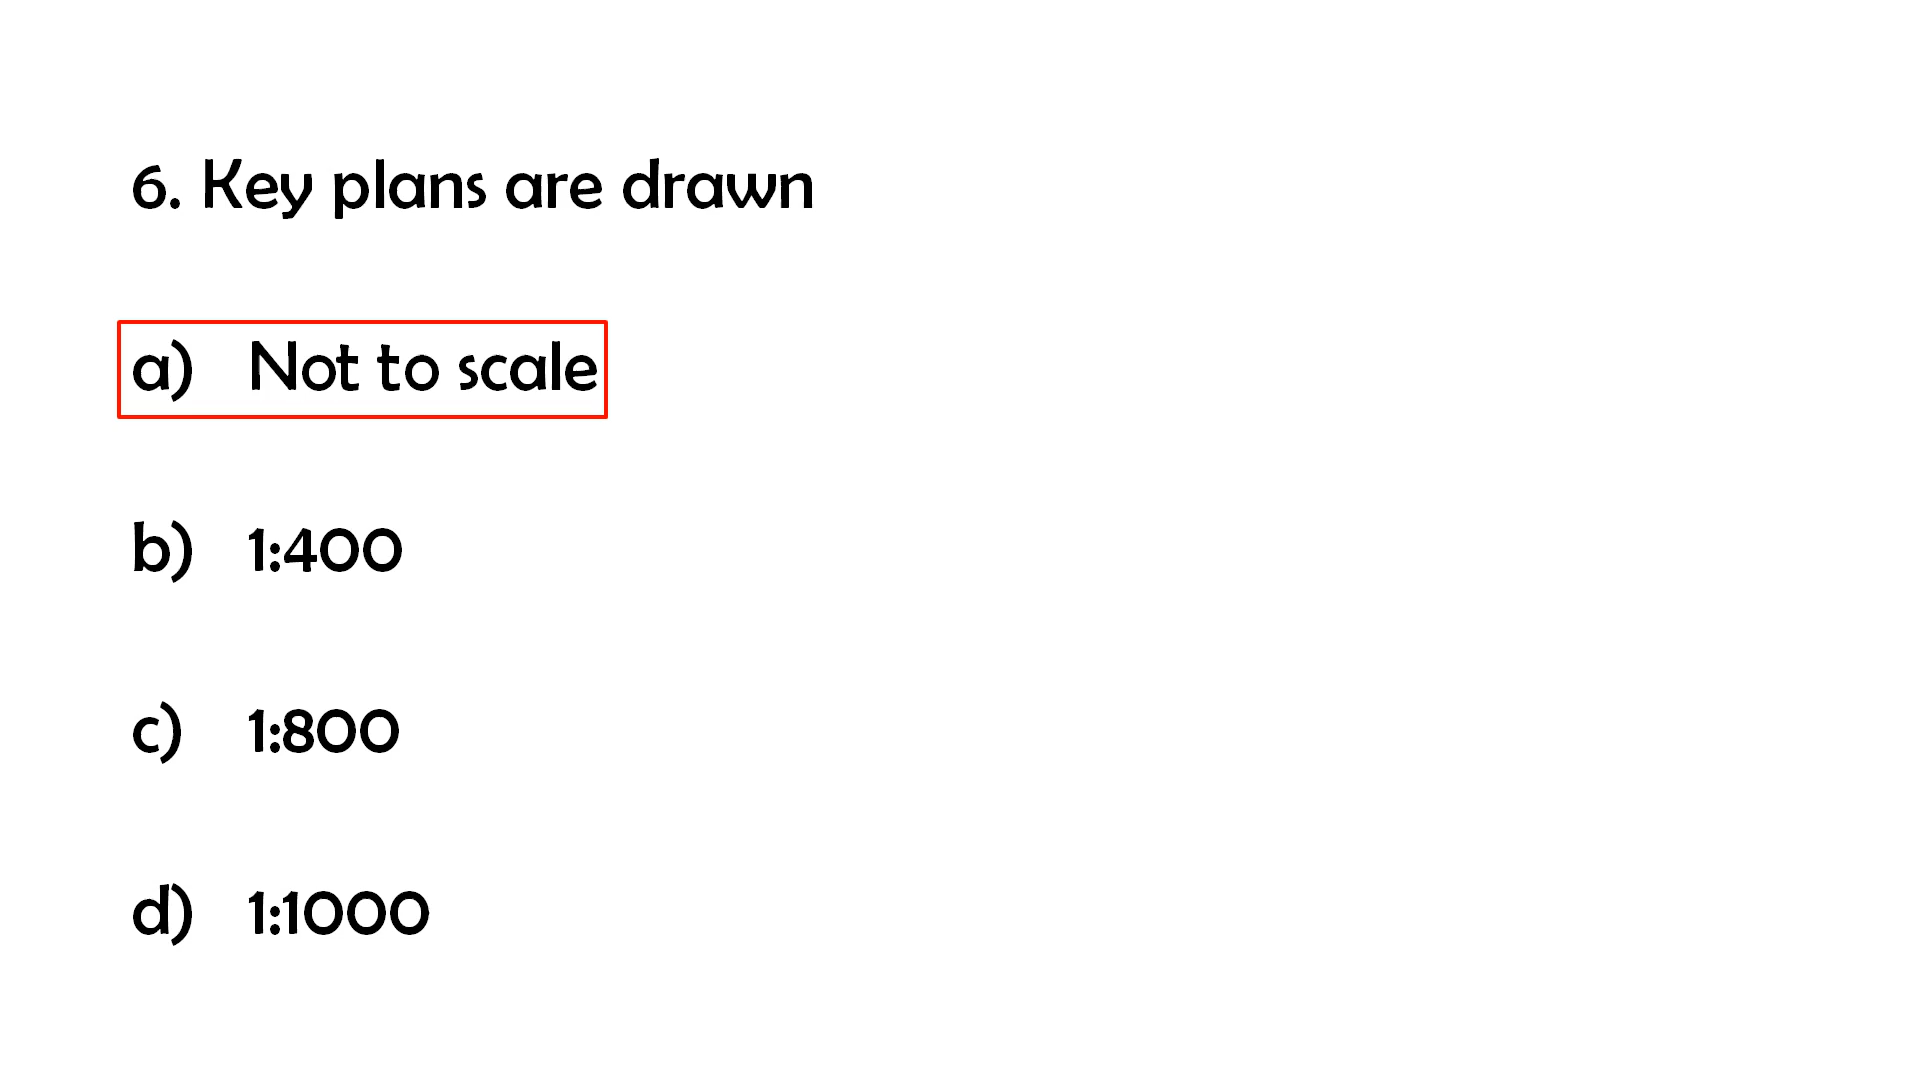 6. Key plans are drawn
a) Not to scale
b) 1:400
c) 1:800
d) 1:1000